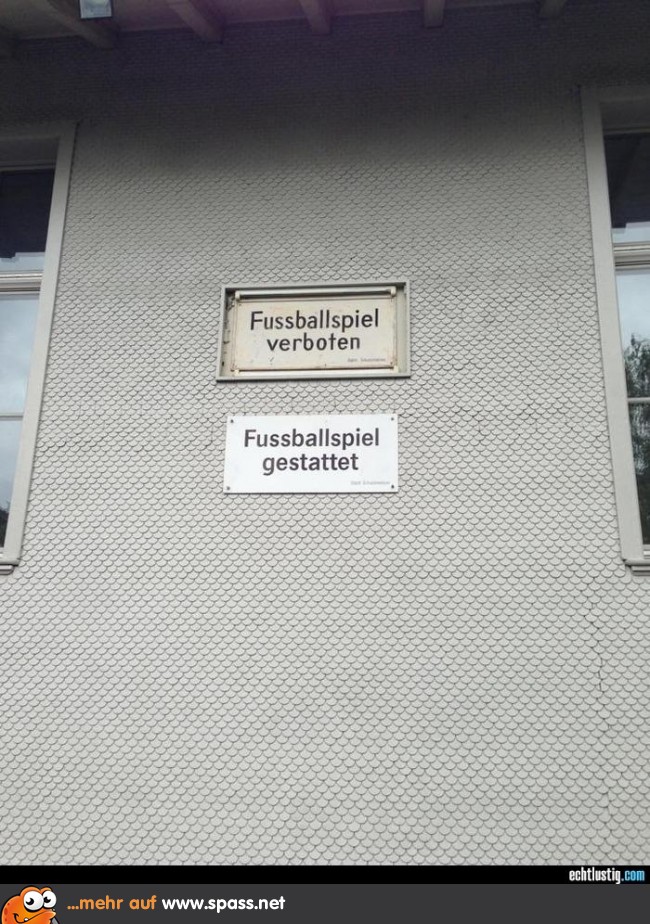 Fussballspiel
verboten
Fussballspiel
gestattet
echtlustig.com
...mehr auf www.spass.net